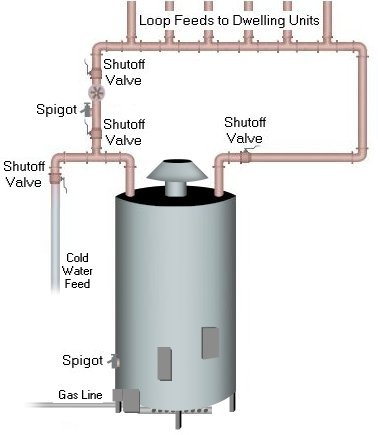 Loop Feeds to Dwelling Units
Shutoff
Valve
Spigot
Shutoff
Valve
Shutoff
Valve
Shutoff
Valve
Cold
Water
Feed
Spigot
Gas Line